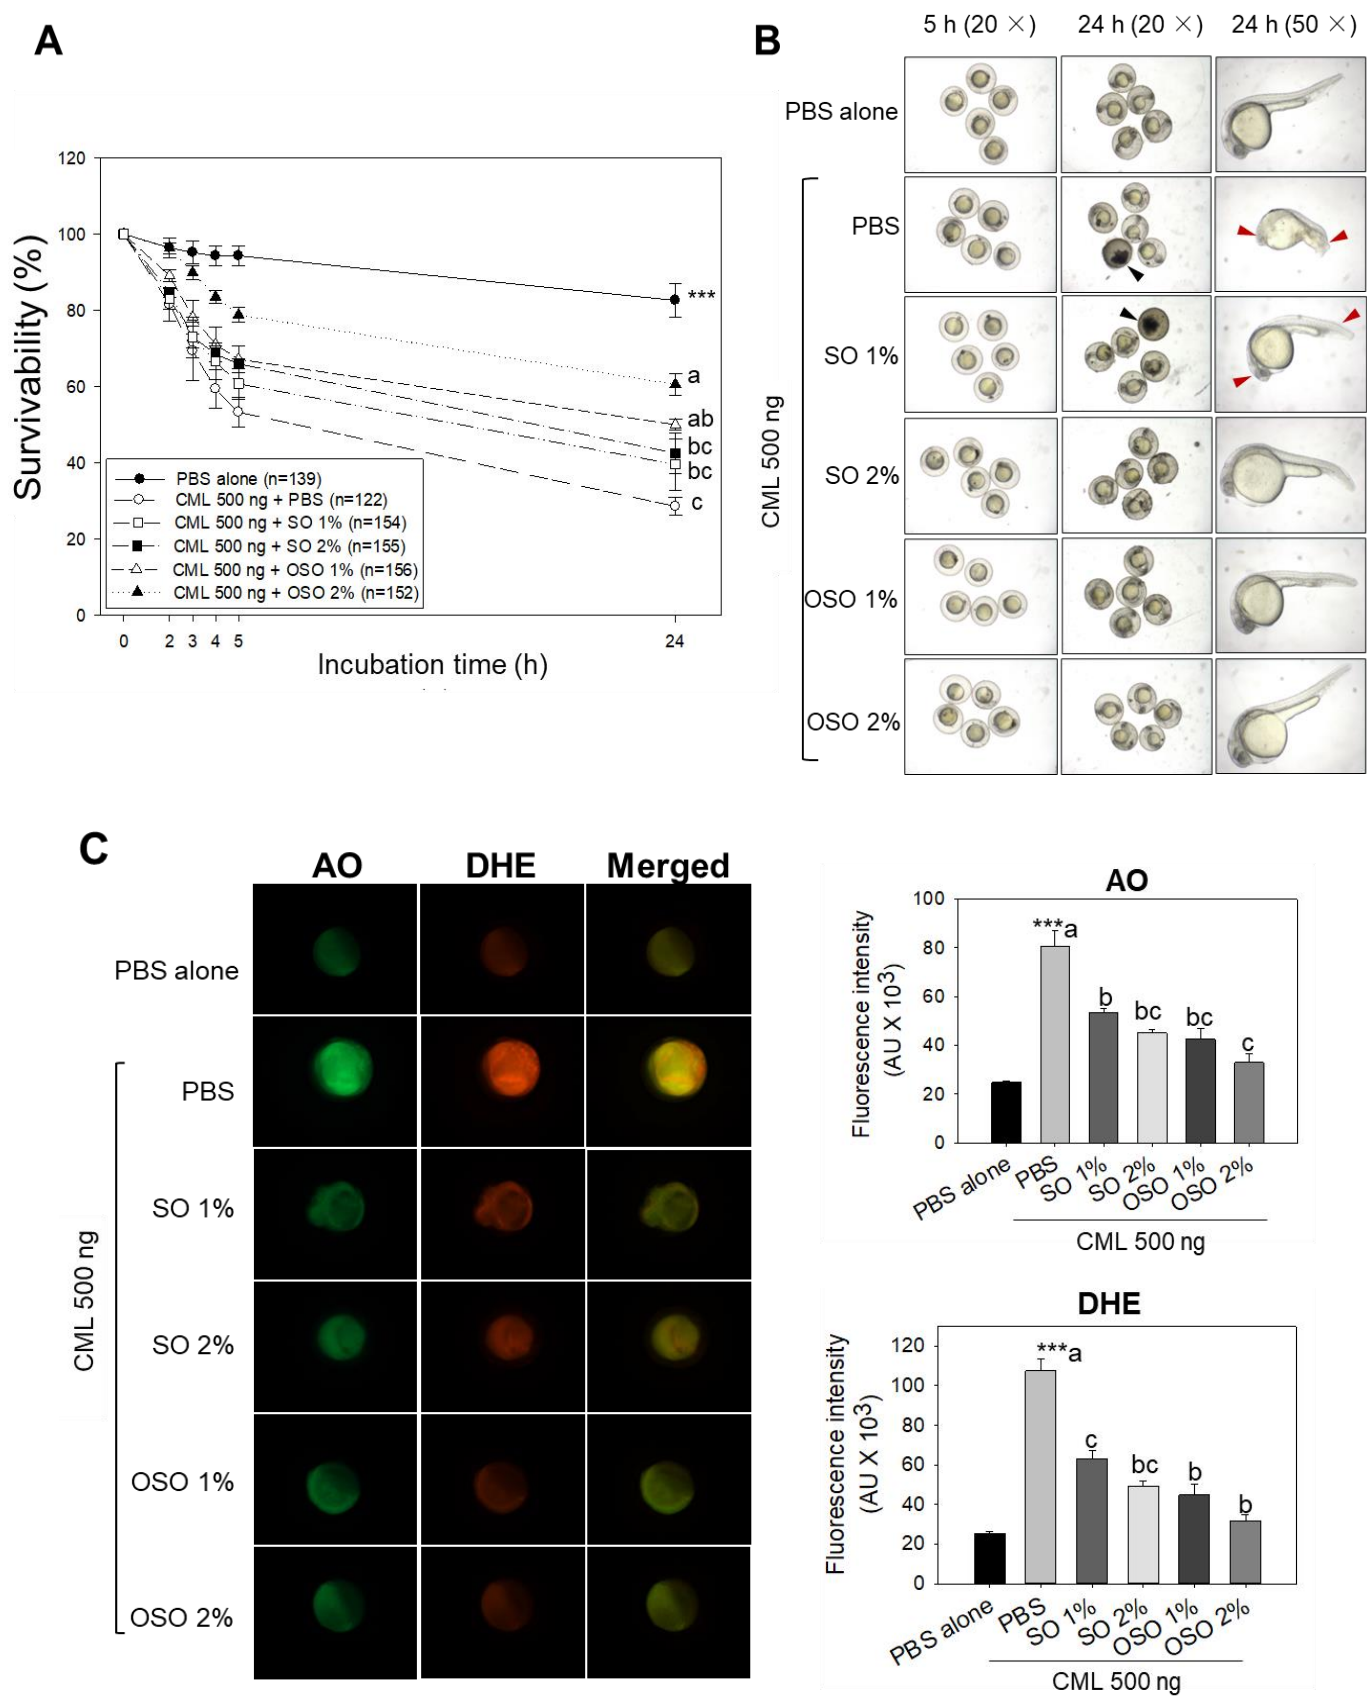 A
120
100
80
60
40
20
0
Survivability (%)
***
a
ab
bc
bc
c
PBS alone (n=139)
CML 500 ng + PBS (n=122)
CML 500 ng + SO 1% (n=154)
CML 500 ng + SO 2% (n=155)
CML 500 ng + OSO 1% (n=156)
CML 500 ng + OSO 2% (n=152)
0 2 3 4 5 24
Incubation time (h)
B
5 h (20 ×) 24 h (20 ×) 24 h (50 ×)
PBS alone
PBS
SO 1%
SO 2%
OSO 1%
OSO 2%
CML 500 ng
C
AO DHE Merged
PBS alone
PBS
SO 1%
SO 2%
OSO 1%
OSO 2%
CML 500 ng
AO
Fluorescence intensity
(AU X 10³)
100
80
60
40
20
0
***a
b
bc
bc
c
PBS alone PBS SO 1% SO 2% OSO 1% OSO 2%
CML 500 ng
DHE
Fluorescence intensity
(AU X 10³)
120
100
80
60
40
20
0
***a
c
bc
b
b
PBS alone PBS SO 1% SO 2% OSO 1% OSO 2%
CML 500 ng